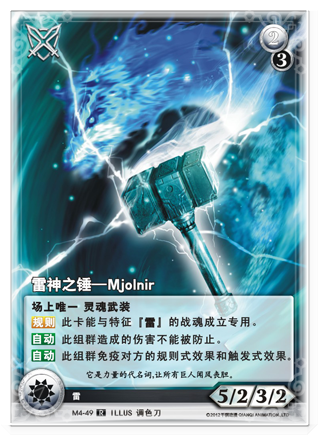 2
3
雷神之锤—Mjolnir
场上唯一 灵魂武装
规则 此卡能与特征『雷』的战魂成立专用。
自动 此组群造成的伤害不能被防止。
自动 此组群免疫对方的规则式效果和触发式效果。
它是力量的代名词,让所有巨人闻风丧胆。
雷
5/2/3/2
M4-49 R ILLUS 调色刀